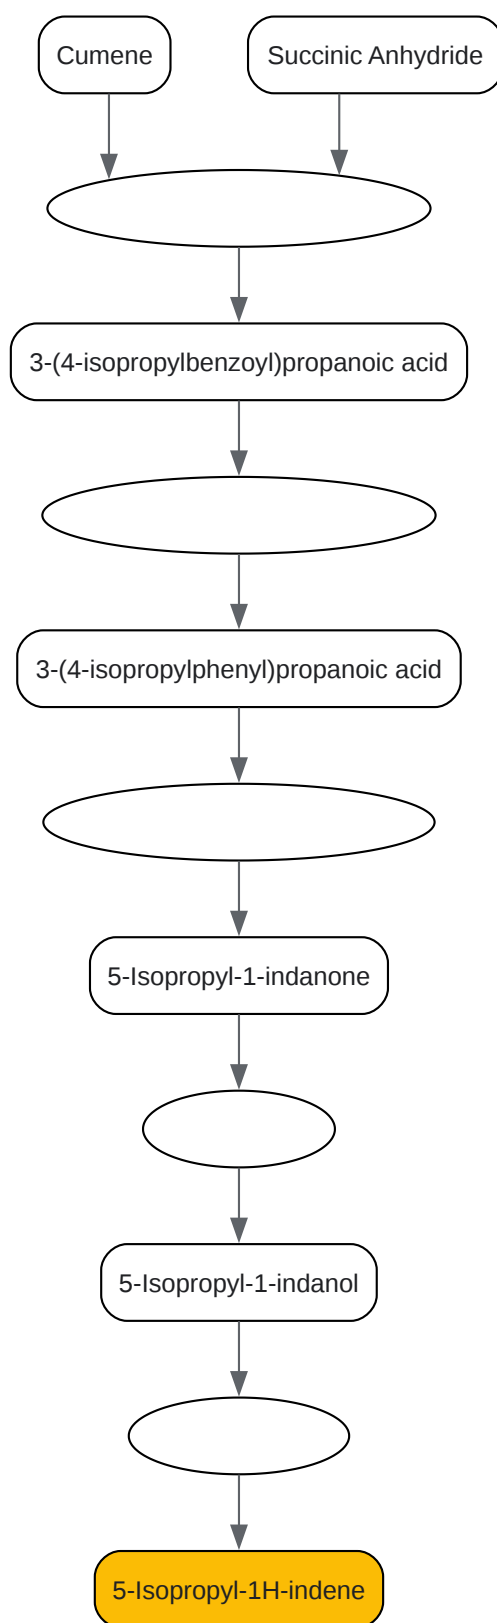 Cumene
Succinic Anhydride
3-(4-isopropylbenzoyl)propanoic acid
3-(4-isopropylphenyl)propanoic acid
5-Isopropyl-1-indanone
5-Isopropyl-1-indanol
5-Isopropyl-1H-indene